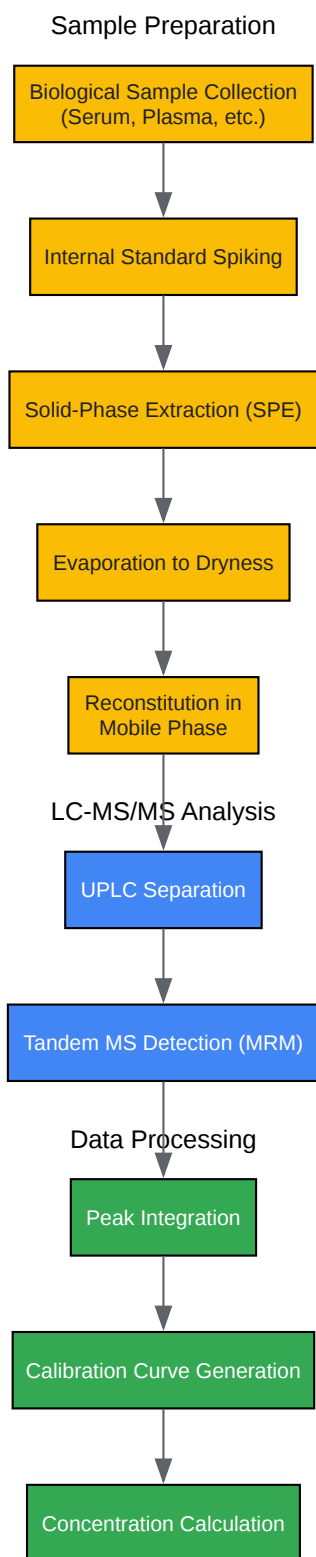 Sample Preparation
Biological Sample Collection
(Serum, Plasma, etc.)
Internal Standard Spiking
Solid-Phase Extraction (SPE)
Evaporation to Dryness
Reconstitution in
Mobile Phase
LC-MS/MS Analysis
UPLC Separation
Tandem MS Detection (MRM)
Data Processing
Peak Integration
Calibration Curve Generation
Concentration Calculation